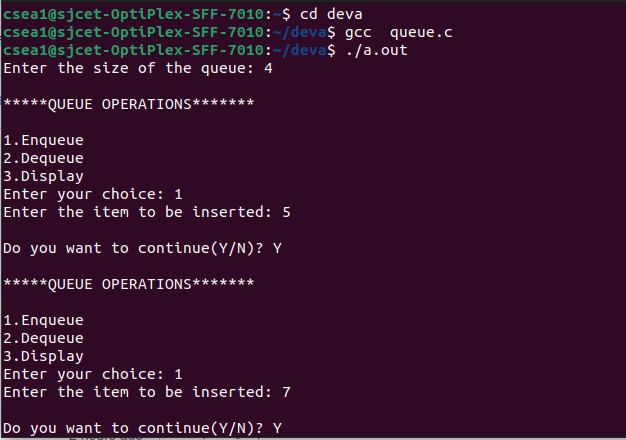 csea1@sjcet-OptiPlex-SFF-7010:~$ cd deva
csea1@sjcet-OptiPlex-SFF-7010:~/deva$ gcc  queue.c
csea1@sjcet-OptiPlex-SFF-7010:~/deva$ ./a.out
Enter the size of the queue: 4
*****QUEUE OPERATIONS*******
1.Enqueue
2.Dequeue
3.Display
Enter your choice: 1
Enter the item to be inserted: 5
Do you want to continue(Y/N)? Y
*****QUEUE OPERATIONS*******
1.Enqueue
2.Dequeue
3.Display
Enter your choice: 1
Enter the item to be inserted: 7
Do you want to continue(Y/N)? Y